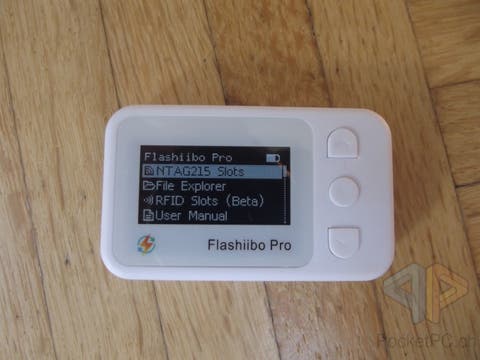 Flashiibo Pro
NTAG215 Slots
File Explorer
RFID Slots (Beta)
User Manual
Flashiibo Pro
PocketPC.ch